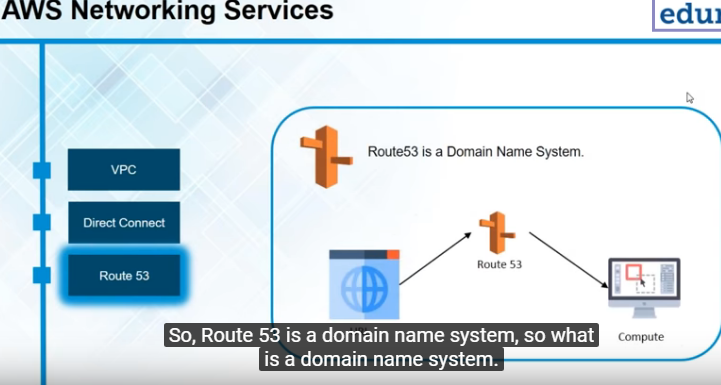 AWS Networking Services
VPC
Direct Connect
Route 53
Route53 is a Domain Name System.
Route 53
Compute
So, Route 53 is a domain name system, so what
is a domain name system.